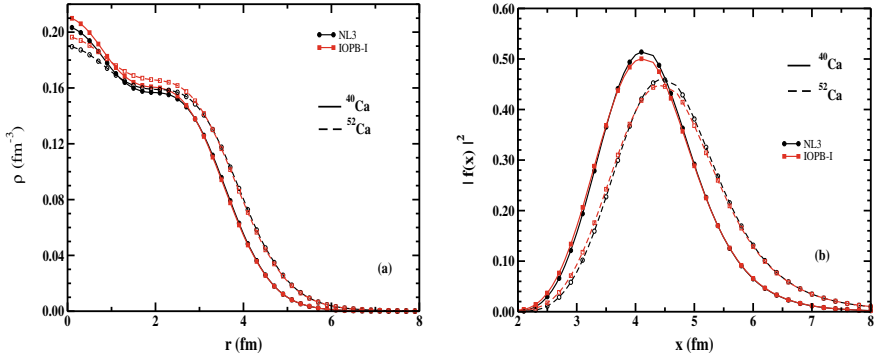 0.20
0.16
0.12
0.08
0.04
0.00
ρ (fm⁻³)
NL3
IOPB-I
⁴⁰Ca
⁵²Ca
(a)
0 2 4 6 8
r (fm)
0.60
0.50
0.40
0.30
0.20
0.10
0.00
| f(x) |²
⁴⁰Ca
⁵²Ca
NL3
IOPB-I
(b)
2 3 4 5 6 7 8
x (fm)